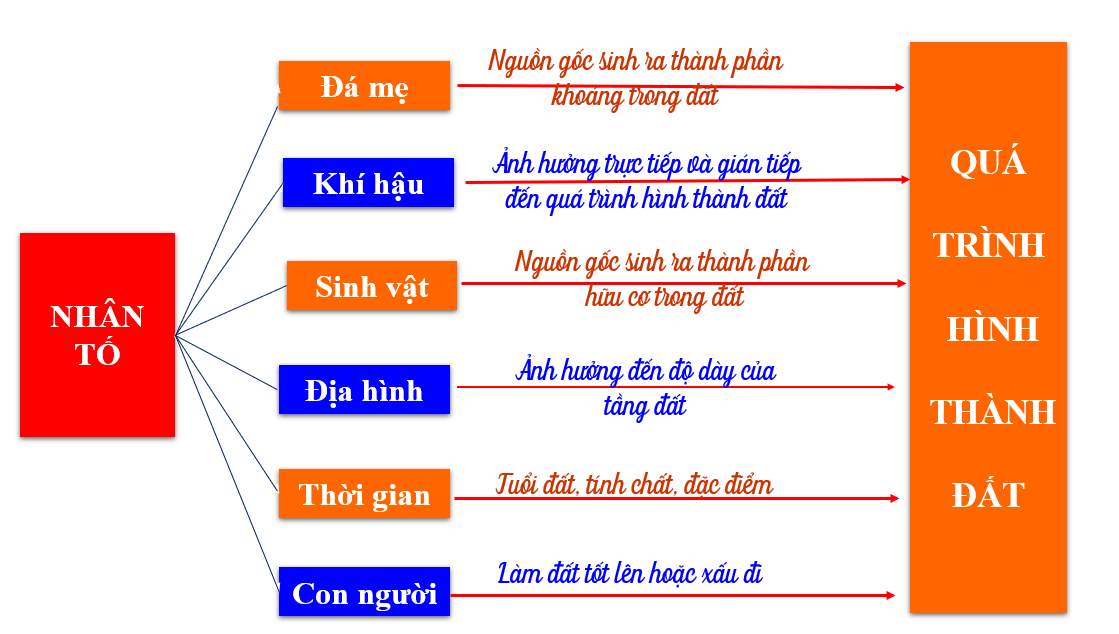 NHÂN
TỐ
Đá mẹ
Nguồn gốc sinh ra thành phần
khoáng trong đất
Khí hậu
Ảnh hưởng trực tiếp và gián tiếp
đến quá trình hình thành đất
Sinh vật
Nguồn gốc sinh ra thành phần
hữu cơ trong đất
Địa hình
Ảnh hưởng đến độ dày của
tầng đất
Thời gian
Tuổi đất, tính chất, đặc điểm
Con người
Làm đất tốt lên hoặc xấu đi
QUÁ
TRÌNH
HÌNH
THÀNH
ĐẤT